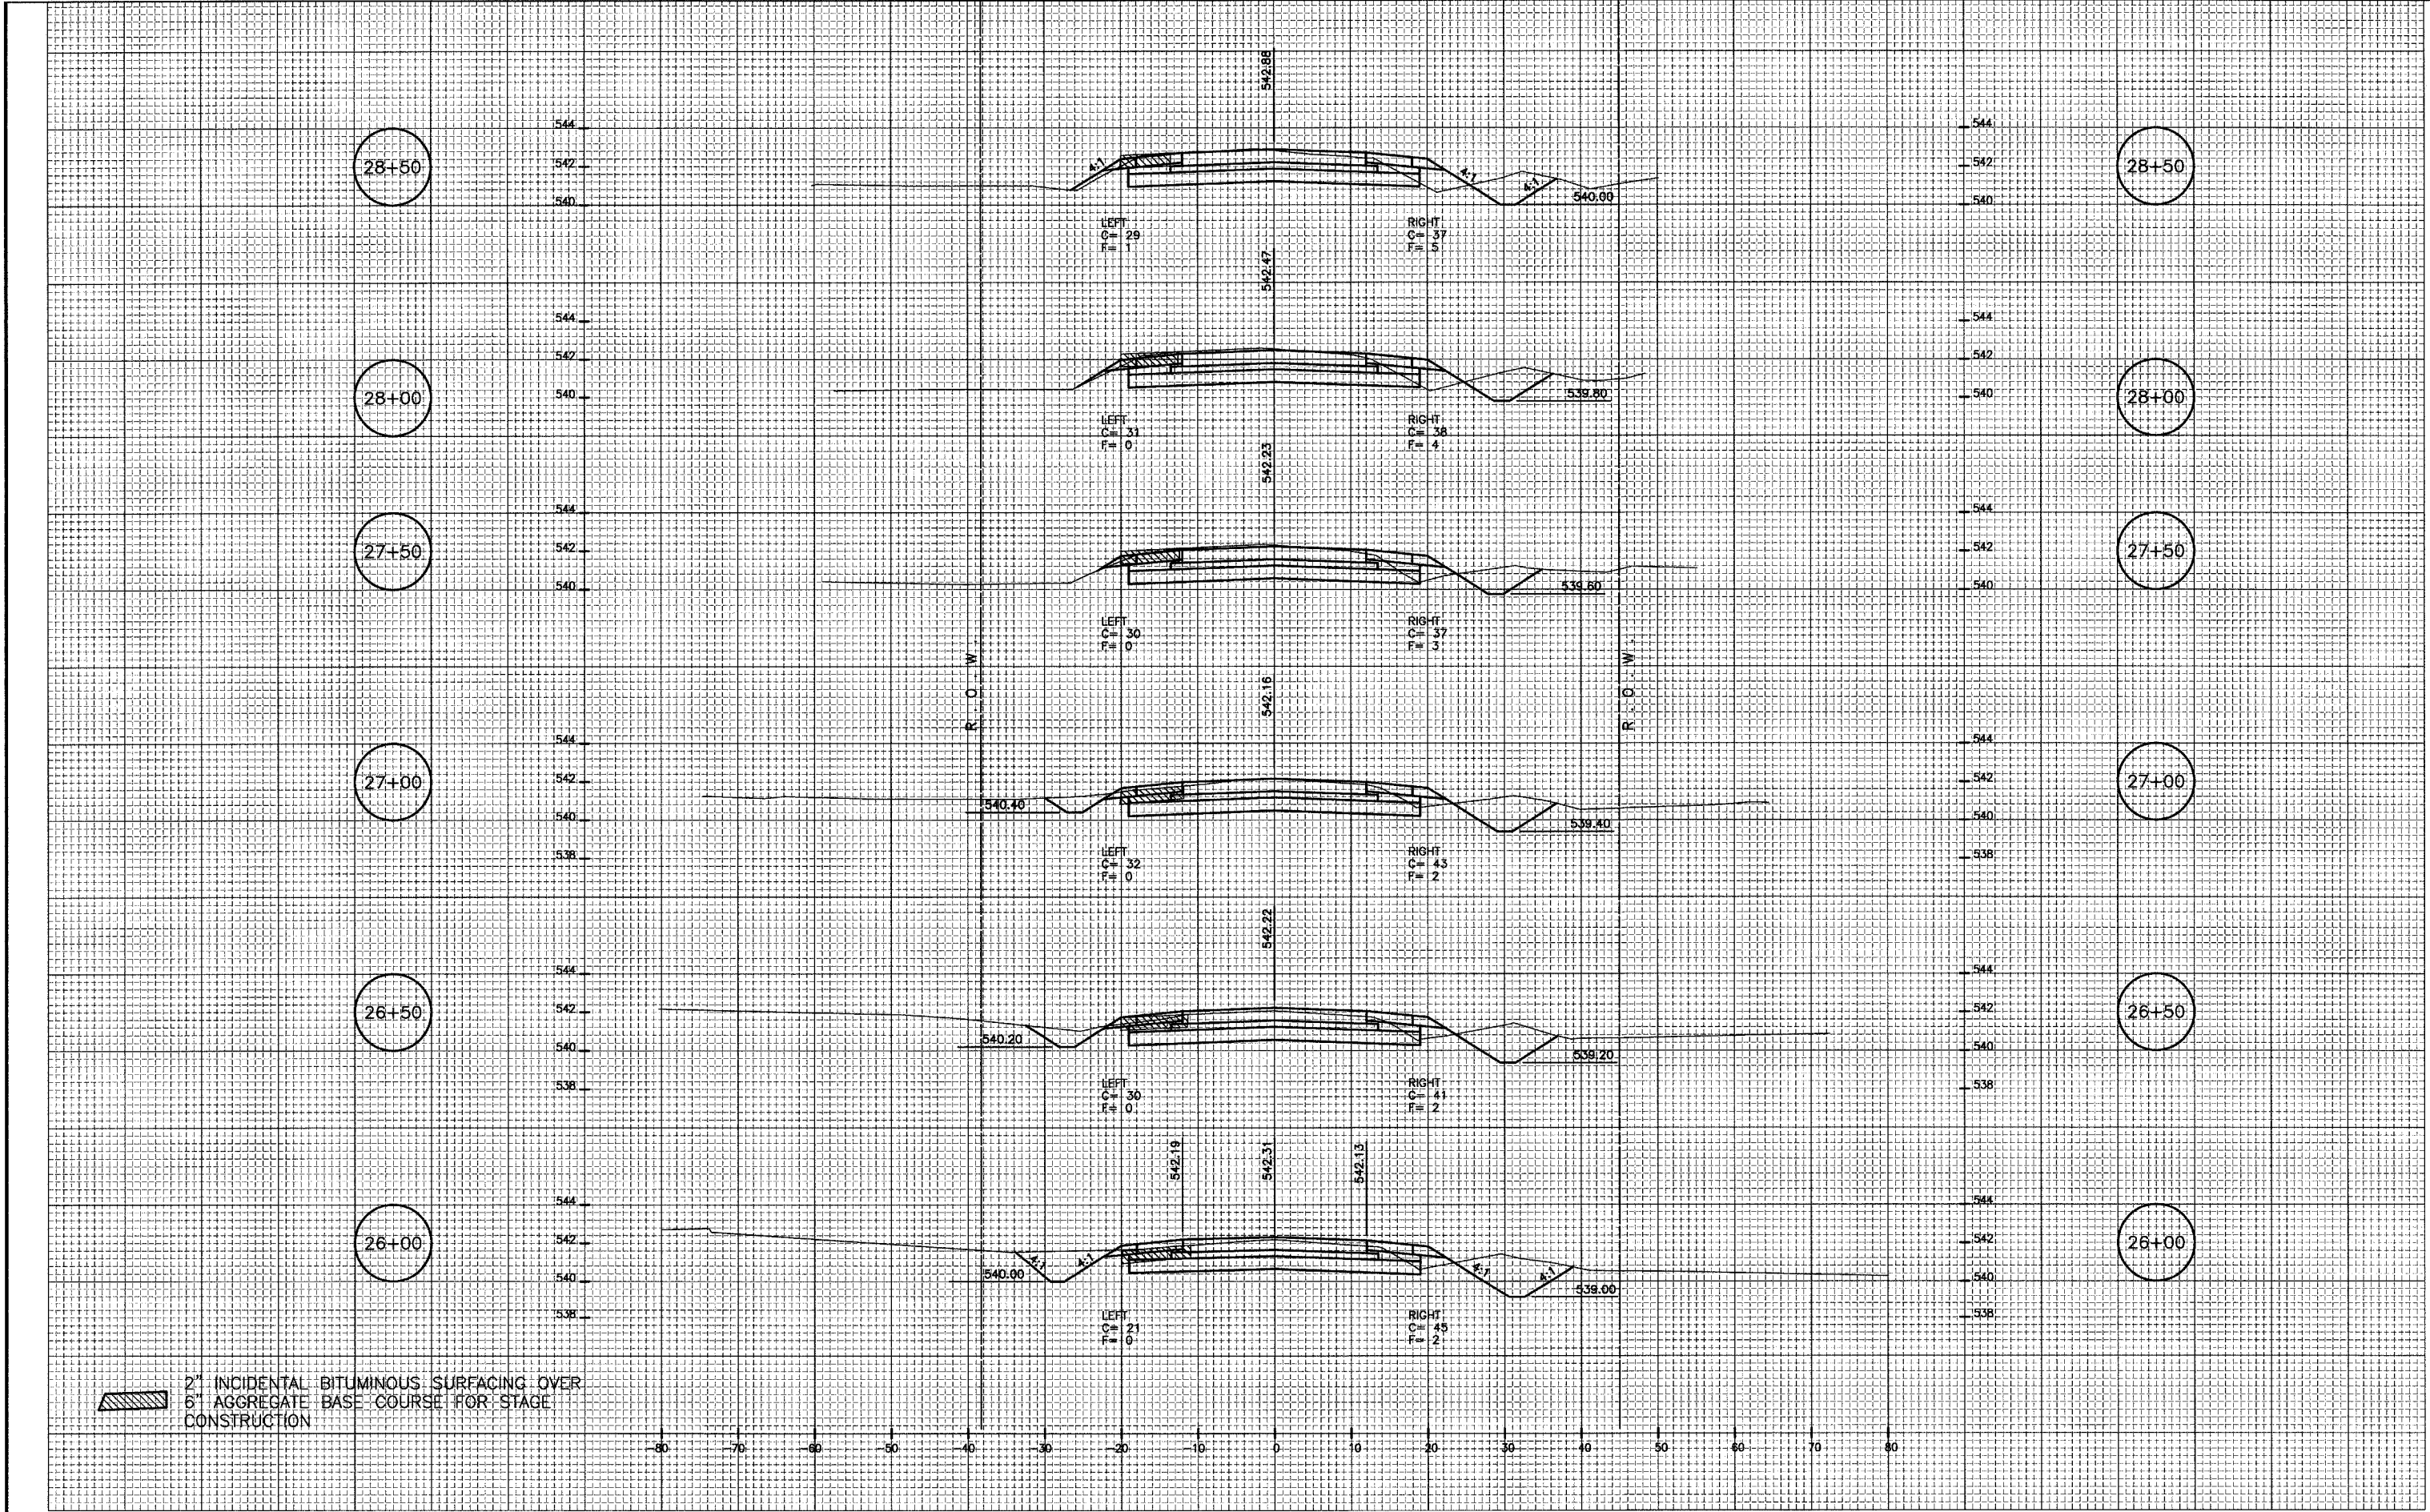 542.88
544
544
28+50
542
4:1
4:1
4:1
542
28+50
540
540.00
540
LEFT
C= 29
F= 1
RIGHT
C= 37
F= 5
542.47
544
544
542
542
28+00
540
539.80
540
28+00
LEFT
C= 31
F= 0
RIGHT
C= 38
F= 4
542.23
544
544
27+50
542
542
27+50
540
539.60
540
LEFT
C= 30
F= 0
RIGHT
C= 37
F= 3
R.O.W.
R.O.W.
542.16
544
544
27+00
542
542
27+00
540.40
540
539.40
540
538
538
LEFT
C= 32
F= 0
RIGHT
C= 43
F= 2
542.22
544
544
26+50
542
542
26+50
540
540.20
539.20
540
538
538
LEFT
C= 30
F= 0
RIGHT
C= 41
F= 2
542.19
542.31
542.13
544
544
26+00
542
542
26+00
4:1
4:1
4:1
4:1
540
540.00
539.00
540
538
538
LEFT
C= 21
F= 0
RIGHT
C= 45
F= 2
2" INCIDENTAL BITUMINOUS SURFACING OVER
6" AGGREGATE BASE COURSE FOR STAGE
CONSTRUCTION
-80 -70 -60 -50 -40 -30 -20 -10 0 10 20 30 40 50 60 70 80